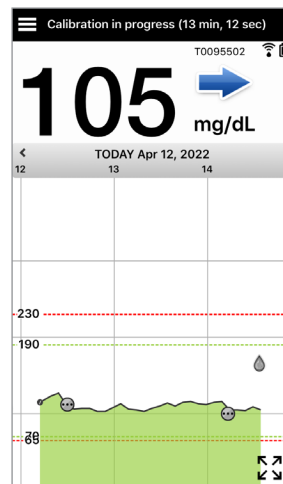 Calibration in progress (13 min, 12 sec)
T0095502
105
mg/dL
TODAY Apr 12, 2022
12 13 14
230
190
70
65